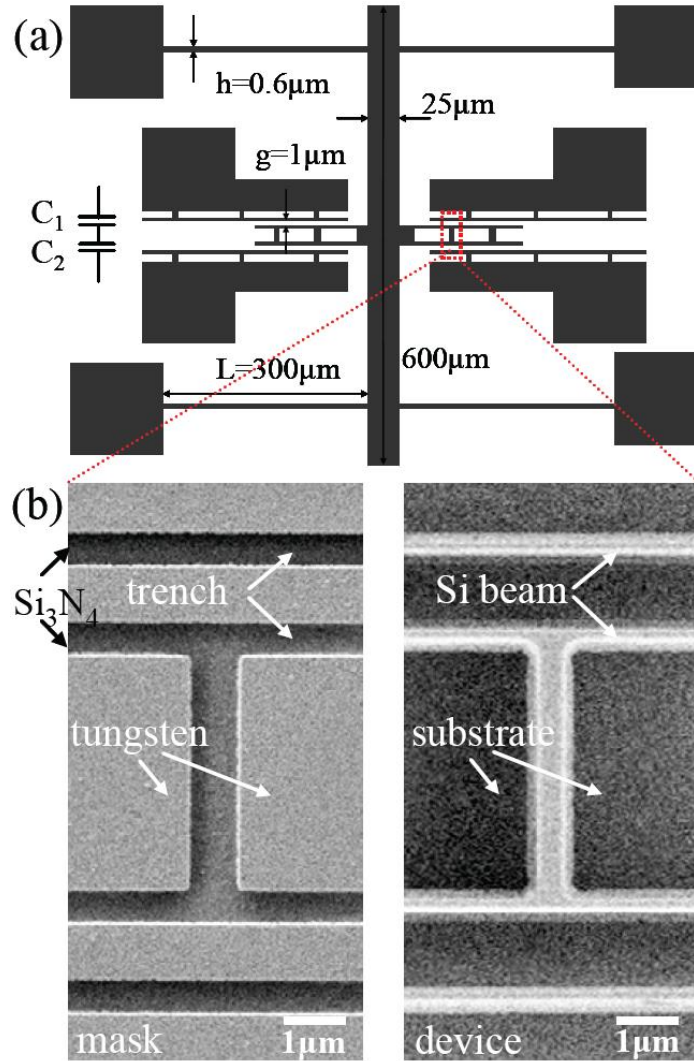 (a)
h=0.6μm
25μm
g=1μm
C1
C2
L=300μm
600μm
(b)
Si3N4
trench
Si beam
tungsten
substrate
mask
1μm
device
1μm